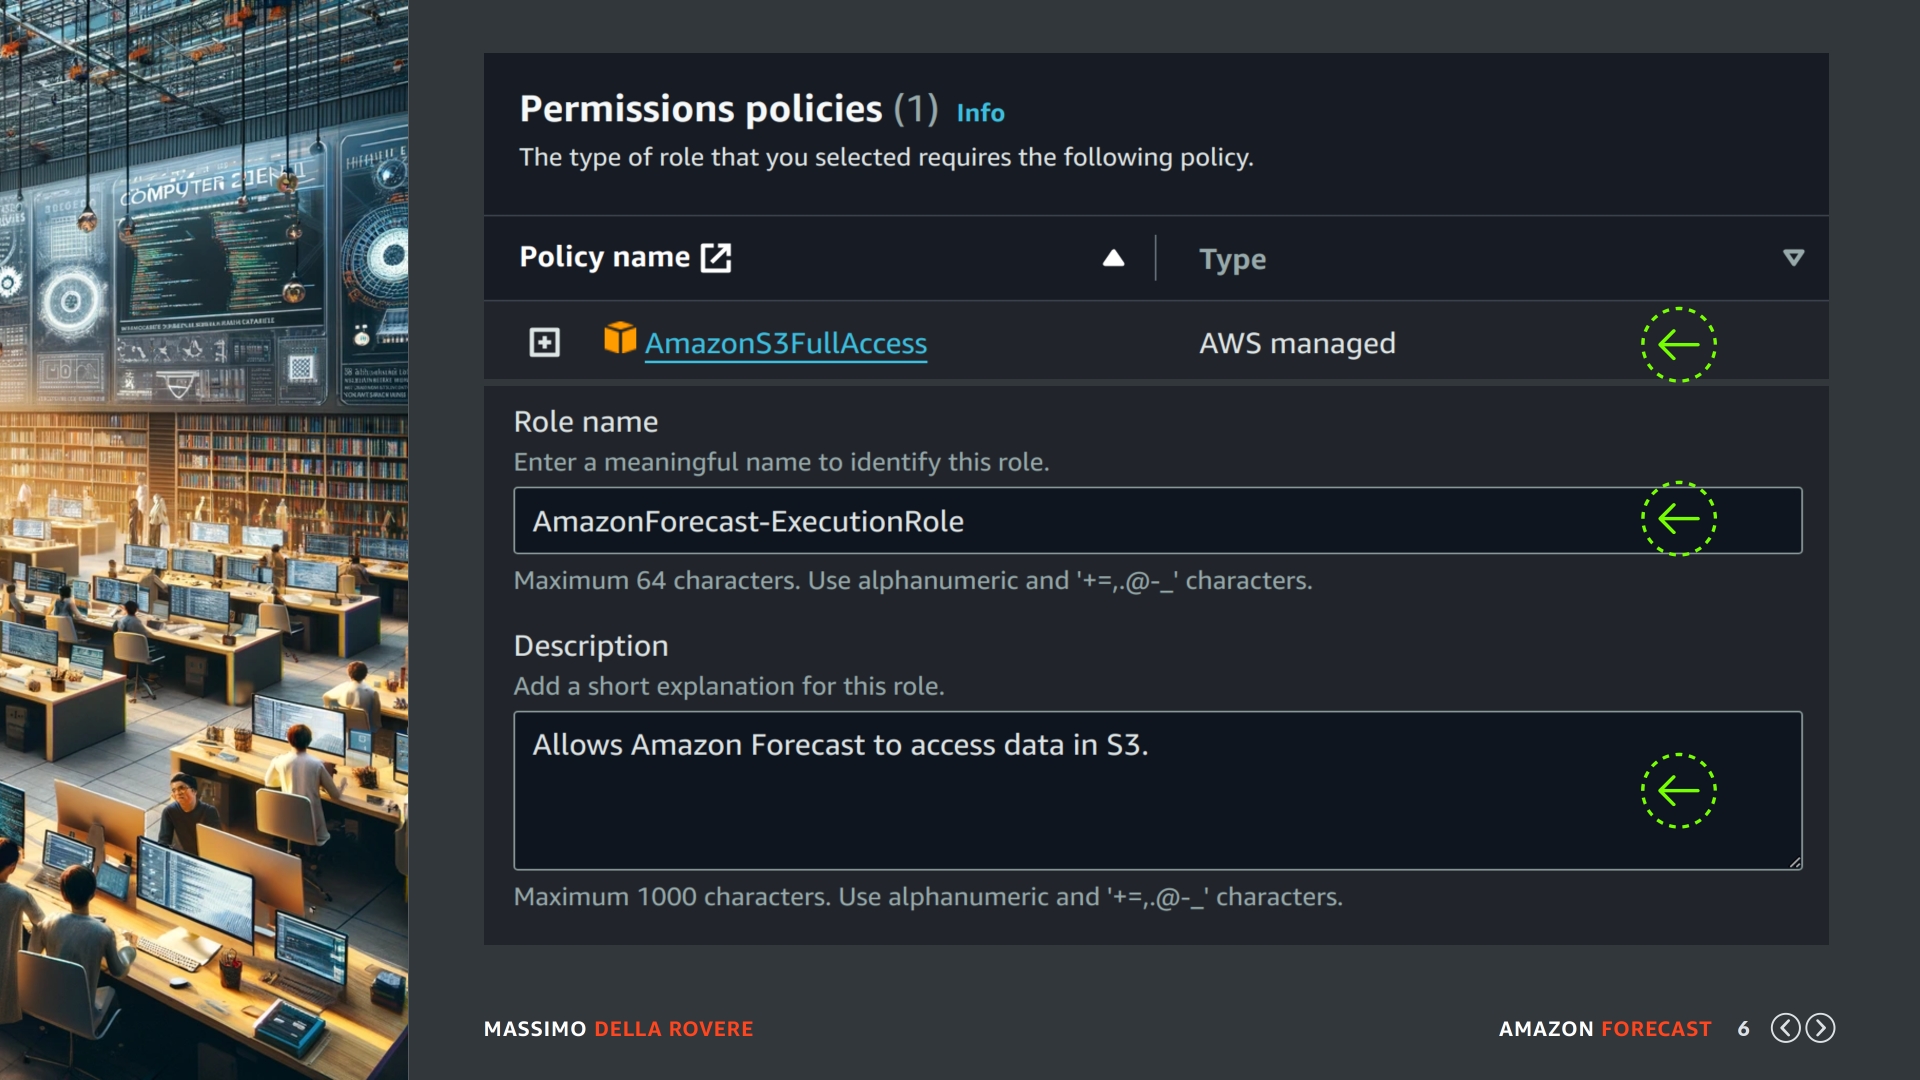 Permissions policies (1) Info
The type of role that you selected requires the following policy.
Policy name Type
AmazonS3FullAccess AWS managed
Role name
Enter a meaningful name to identify this role.
AmazonForecast-ExecutionRole
Maximum 64 characters. Use alphanumeric and '+=,.@-_' characters.
Description
Add a short explanation for this role.
Allows Amazon Forecast to access data in S3.
Maximum 1000 characters. Use alphanumeric and '+=,.@-_' characters.
MASSIMO DELLA ROVERE
AMAZON FORECAST 6
COMPUTER